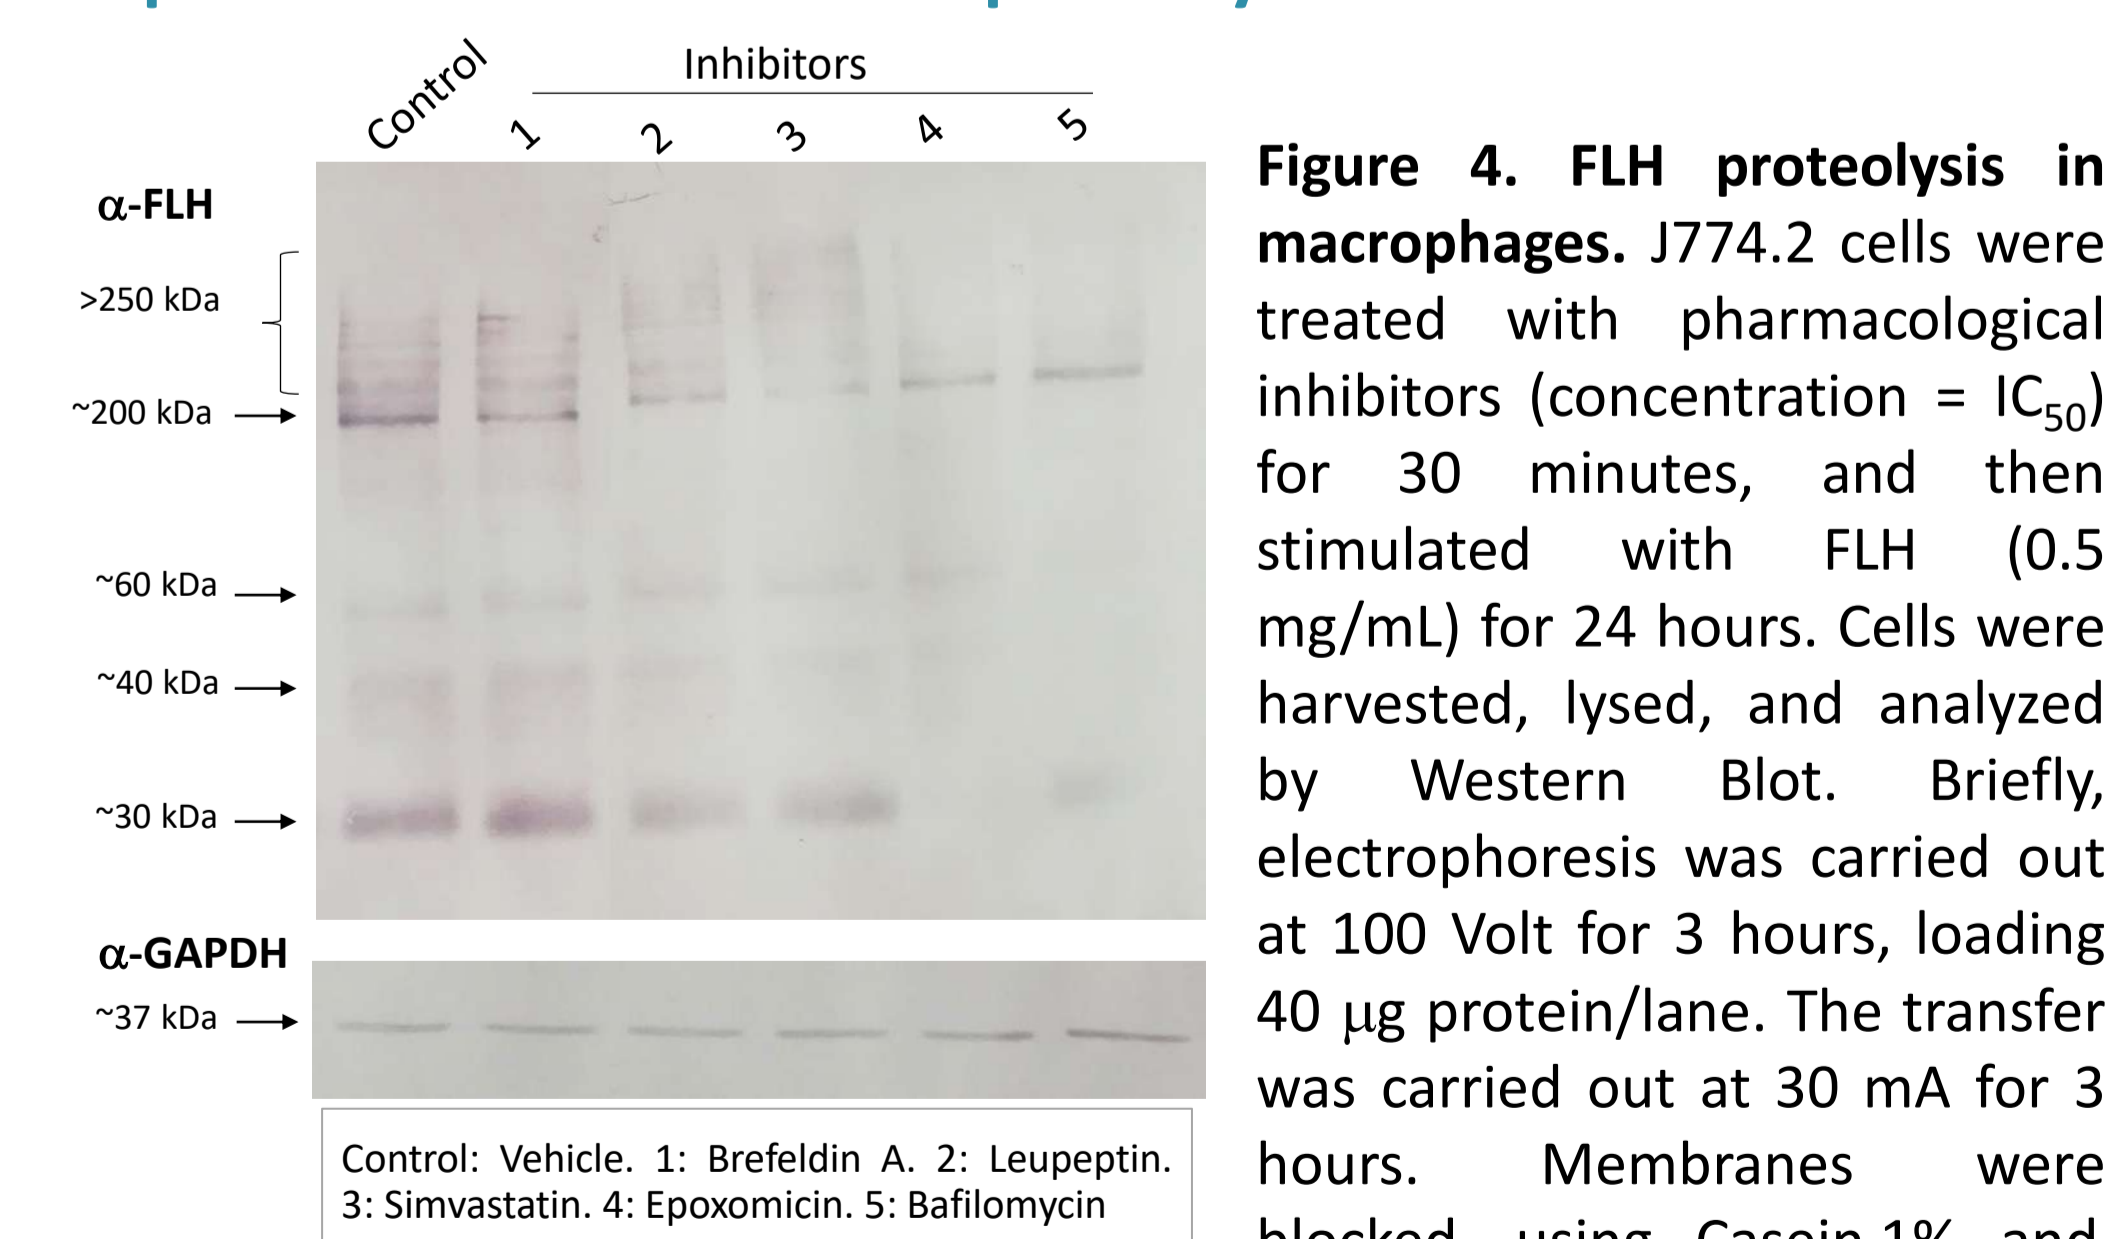 Control
Inhibitors
1 2 3 4 5
α-FLH
>250 kDa
~200 kDa
~60 kDa
~40 kDa
~30 kDa
α-GAPDH
~37 kDa
Control: Vehicle. 1: Brefeldin A. 2: Leupeptin.
3: Simvastatin. 4: Epoxomicin. 5: Bafilomycin
Figure 4. FLH proteolysis in
macrophages. J774.2 cells were
treated with pharmacological
inhibitors (concentration = IC50)
for 30 minutes, and then
stimulated with FLH (0.5
mg/mL) for 24 hours. Cells were
harvested, lysed, and analyzed
by Western Blot. Briefly,
electrophoresis was carried out
at 100 Volt for 3 hours, loading
40 μg protein/lane. The transfer
was carried out at 30 mA for 3
hours. Membranes were
blocked using Casein 1% and